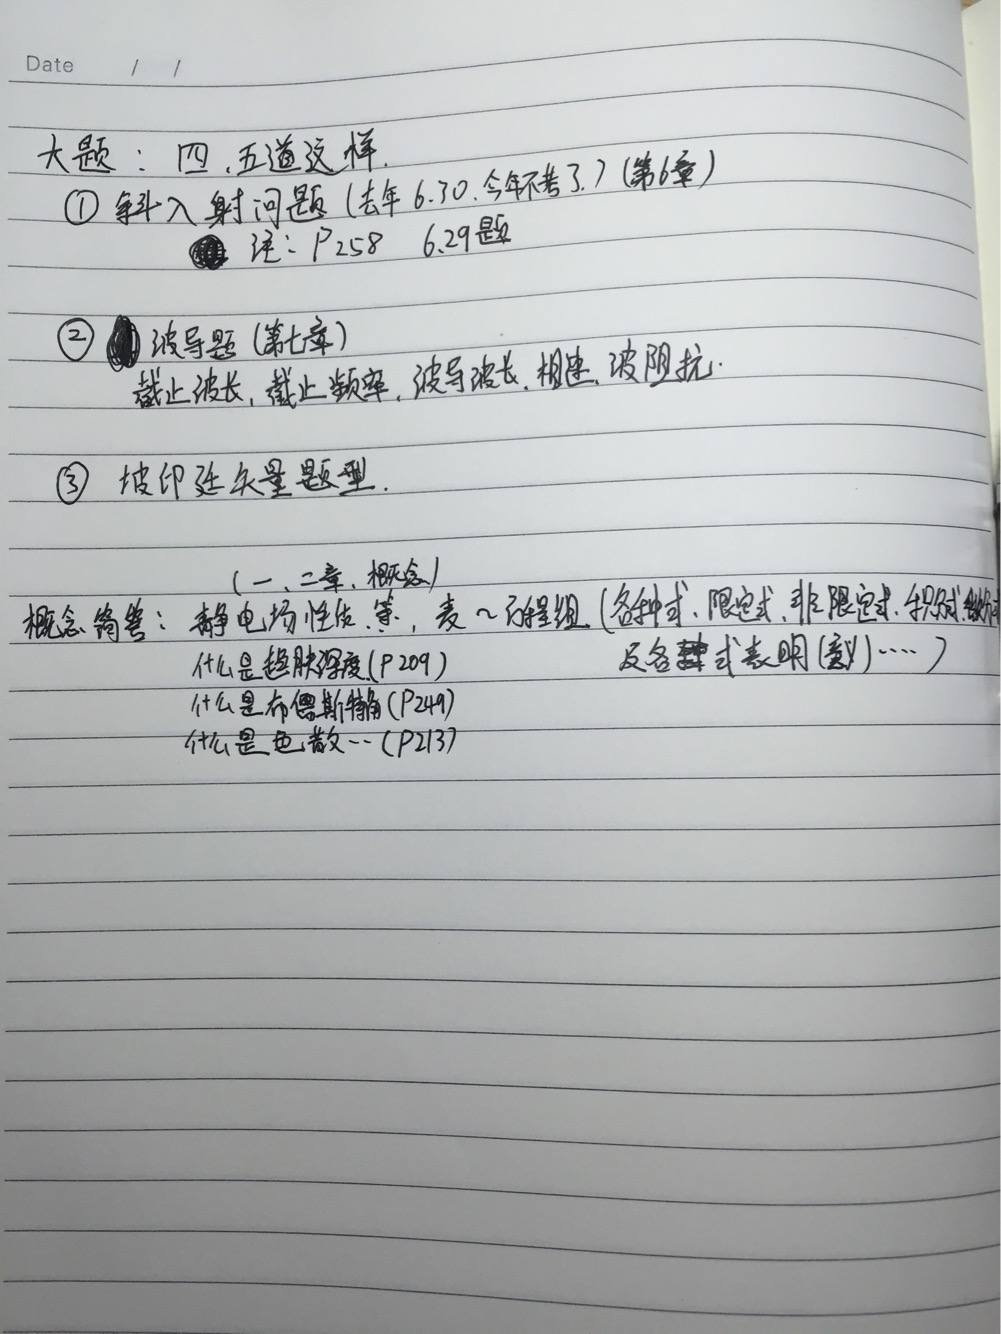 Date / /
大题：四、五道这样.
① 斜入射问题（去年6.30.今年不考了.）（第6章）
注：P258 6.29题
② 波导题（第七章）
截止波长，截止频率，波导波长，相速，波阻抗.
③ 坡印廷矢量题型.
（一、二章、概念）
概念简答：静电场性质、等，麦～方程组（各种式、限定式、非限定式、积分式、微分式
及各 式表明（意义）……）
什么是趋肤深度（P209）
什么是布儒斯特角（P249）
什么是色散…（P213）